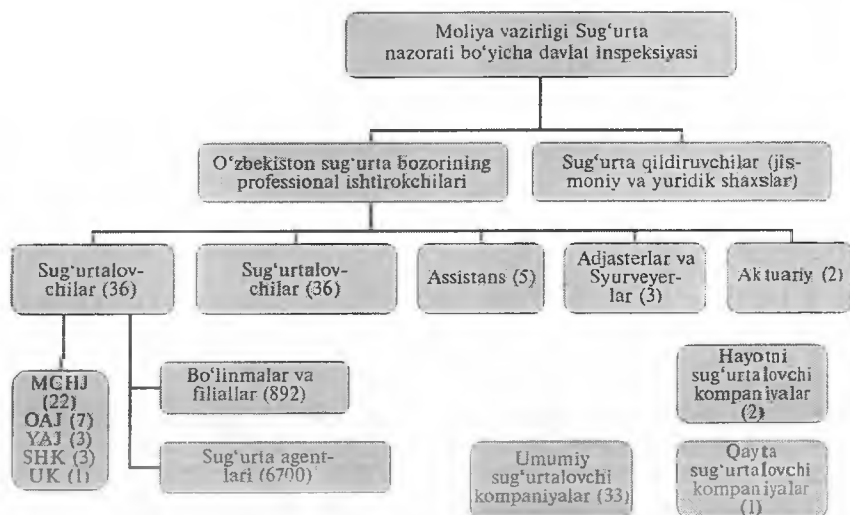 Moliya vazirligi Sug‘urta
nazorati bo‘yicha davlat inspeksiyasi
O‘zbekiston sug‘urta bozorining
professional ishtirokchilari
Sug‘urta qildiruvchilar (jis-
moniy va yuridik shaxslar)
Sug‘urtalov-
chilar (36)
Sug‘urtalov-
chilar (36)
Assistans (5)
Adjasterlar va
Syurveyer-
lar (3)
Aktuariy (2)
MCHJ
(22)
OAJ (7)
YAJ (3)
SHK (3)
UK (1)
Bo‘linmalar va
filiallar (892)
Sug‘urta agent-
lari (6700)
Umumiy
sug‘urtalovchi
kompaniyalar (33)
Hayotni
sug‘urtalovchi
kompaniyalar
(2)
Qayta
sug‘urtalovchi
kompaniyalar
(1)